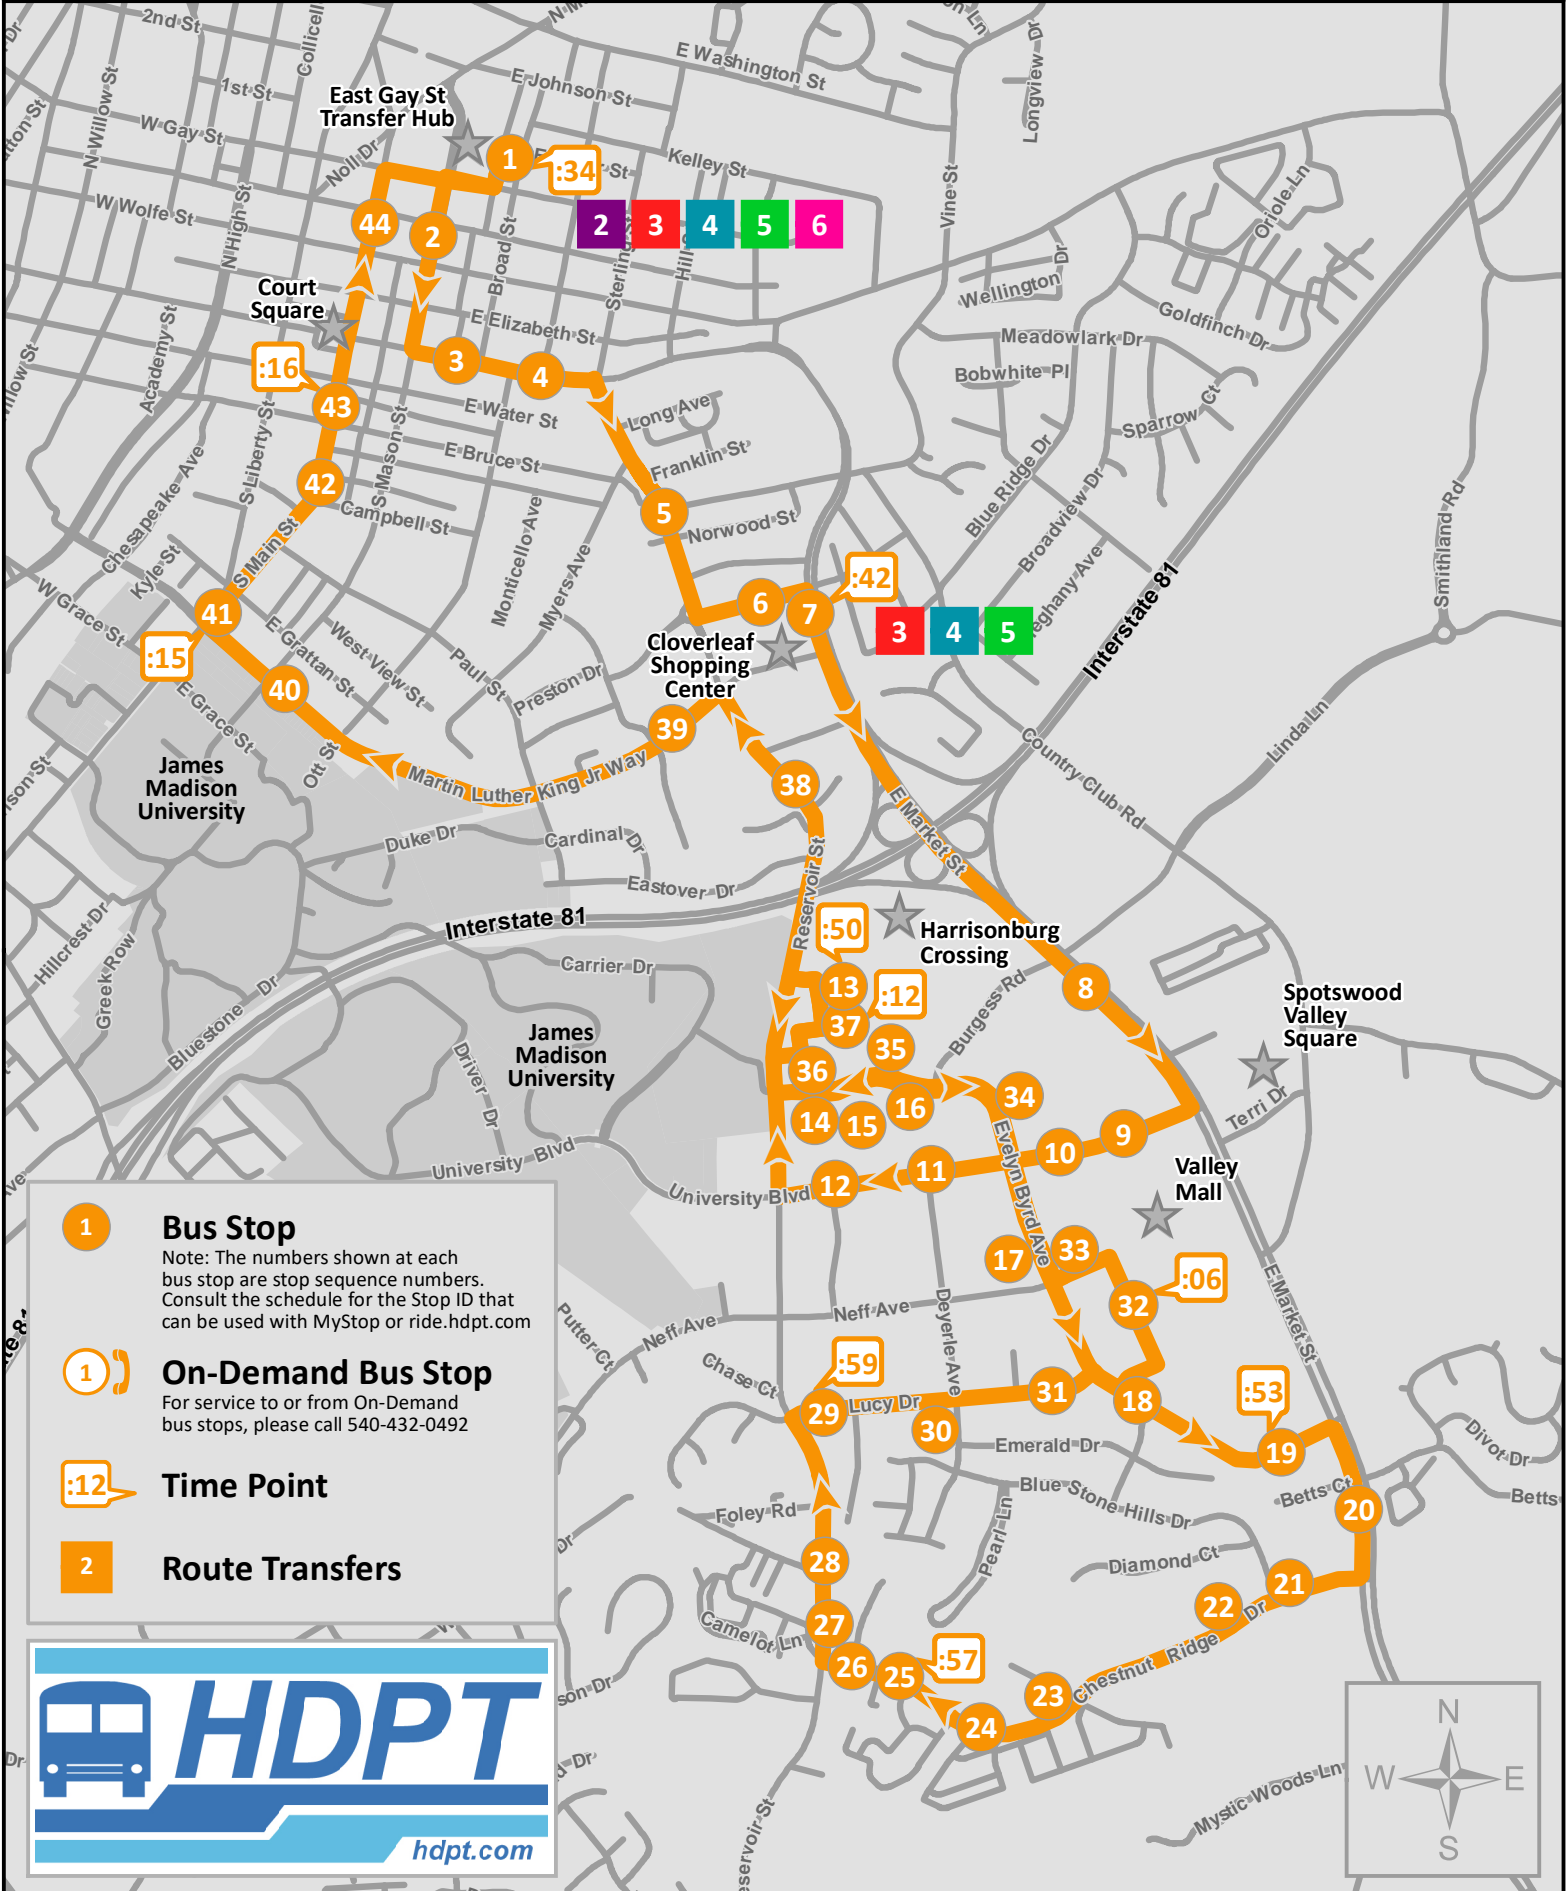 2nd St
Collicell
E Washington St
Longview Dr
1st St
East Gay St
Transfer Hub
E Johnson St
N Willow St
W Gay St
Noll Dr
1
:34
Kelley St
W Wolfe St
44
2
2 3 4 5 6
Vine St
Oriole Ln
N High St
Broad St
Court
Square
E Elizabeth St
Wellington Dr
Goldfinch Dr
Meadowlark Dr
Academy St
:16
3
4
Bobwhite Pl
43
E Water St
Long Ave
Sparrow Ct
S Liberty St
S Mason St
E Bruce St
Franklin St
Blue Ridge Dr
Broadview Dr
42
Chesapeake Ave
Campbell St
5
Norwood St
Monticello Ave
Myers Ave
Smithland Rd
Interstate 81
Kyle St
S Main St
W Grace St
:42
41
6
7
3 4 5
:15
E Grattan St
West View St
Paul St
Preston Dr
Cloverleaf
Shopping
Center
40
E Grace St
39
Ott St
James
Madison
University
Martin Luther King Jr Way
38
Country Club Rd
Linda Ln
Duke Dr
Cardinal Dr
E Market St
Eastover Dr
Reservoir St
Interstate 81
:50
Harrisonburg
Crossing
Hillcrest Dr
Greek Row
Bluestone Dr
Carrier Dr
13
:12
8
37
Burgess Rd
Spotswood
Valley
Square
James
Madison
University
35
Driver Dr
36
34
16
14
15
Terri Dr
9
10
Evelyn Byrd Ave
University Blvd
11
12
University Blvd
Valley
Mall
17
33
:06
32
Neff Ave
Neff Ave
Deyerle Ave
E Market St
Putter Ct
Chase Ct
:59
Lucy Dr
31
18
:53
29
30
19
Emerald Dr
Divot Dr
Blue Stone Hills Dr
Betts Ct
Betts
20
Foley Rd
Pearl Ln
Diamond Ct
28
21
22
Camelot Ln
27
26
25
:57
Chestnut Ridge Dr
23
24
Mystic Woods Ln
1
Bus Stop
Note: The numbers shown at each
bus stop are stop sequence numbers.
Consult the schedule for the Stop ID that
can be used with MyStop or ride.hdpt.com
1
On-Demand Bus Stop
For service to or from On-Demand
bus stops, please call 540-432-0492
:12
Time Point
2
Route Transfers
HDPT
hdpt.com
N
W E
S